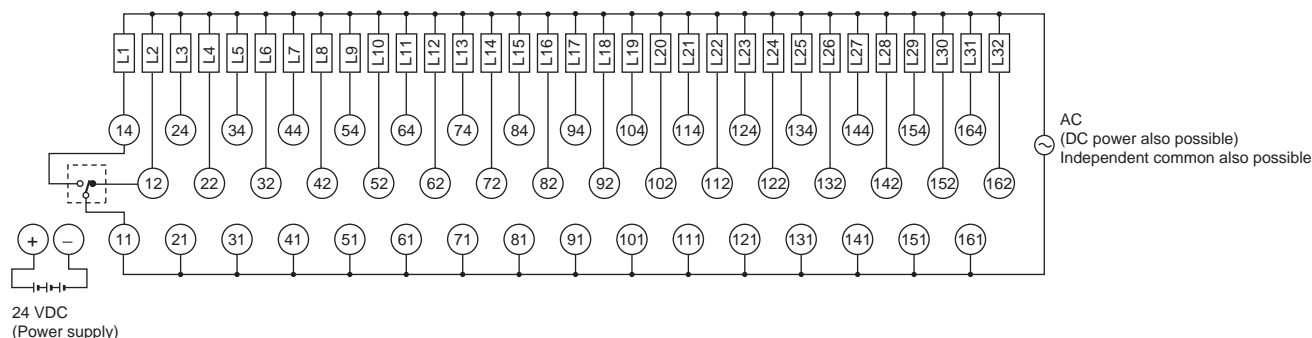 L1 L2 L3 L4 L5 L6 L7 L8 L9 L10 L11 L12 L13 L14 L15 L16 L17 L18 L19 L20 L21 L22 L23 L24 L25 L26 L27 L28 L29 L30 L31 L32
14 24 34 44 54 64 74 84 94 104 114 124 134 144 154 164
AC
(DC power also possible)
Independent common also possible
12 22 32 42 52 62 72 82 92 102 112 122 132 142 152 162
+ −
11 21 31 41 51 61 71 81 91 101 111 121 131 141 151 161
24 VDC
(Power supply)